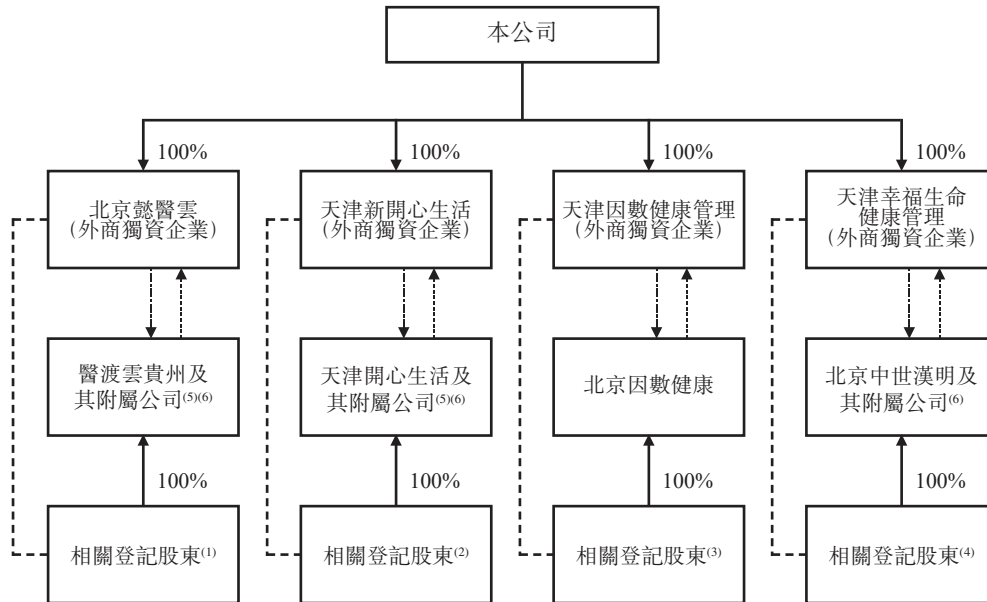 本公司
100%
100%
100%
100%
北京懿醫雲
（外商獨資企業）
天津新開心生活
（外商獨資企業）
天津因數健康管理
（外商獨資企業）
天津幸福生命
健康管理
（外商獨資企業）
醫渡雲貴州及
其附屬公司(5)(6)
天津開心生活及
其附屬公司(5)(6)
北京因數健康
北京中世漢明及
其附屬公司(6)
100%
100%
100%
100%
相關登記股東(1)
相關登記股東(2)
相關登記股東(3)
相關登記股東(4)